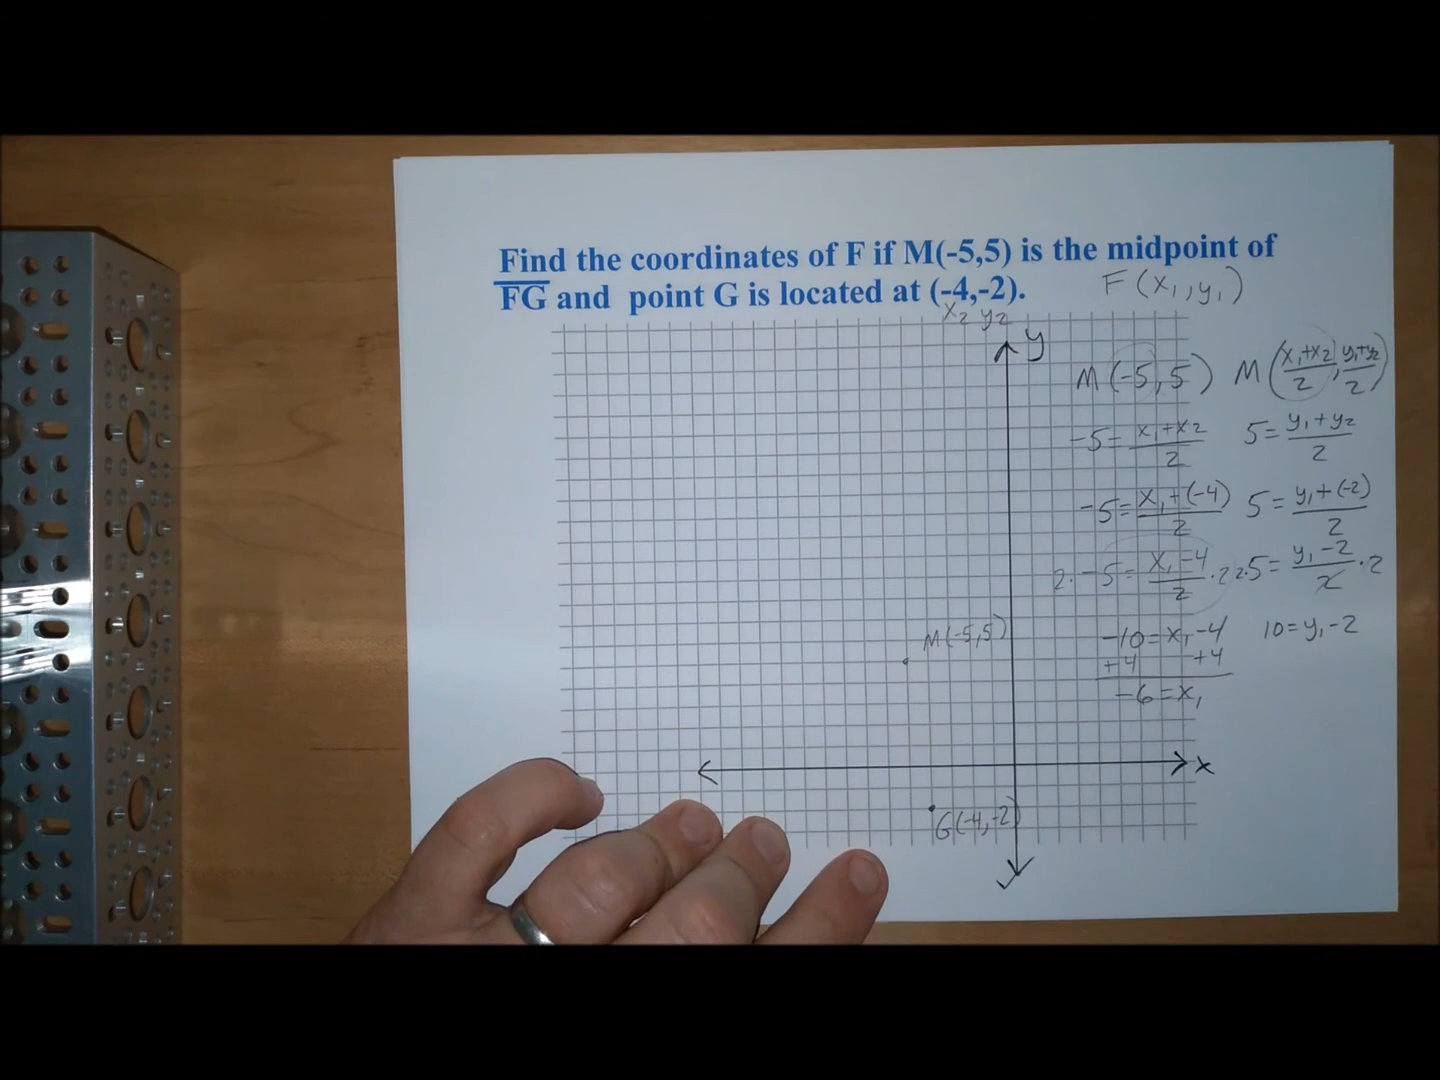 Find the coordinates of F if M(-5,5) is the midpoint of
FG and point G is located at (-4,-2).
F(x₁,y₁)
x₂ y₂
y
M(-5,5) M(x₁+x₂/2, y₁+y₂/2)
-5=x₁+x₂/2 5=y₁+y₂/2
-5=x₁+(-4)/2 5=y₁+(-2)/2
2·-5=x₁-4/2·2 2·5=y₁-2/2·2
M(-5,5)
-10=x₁-4 10=y₁-2
+4 +4
-6=x₁
x
G(-4,-2)